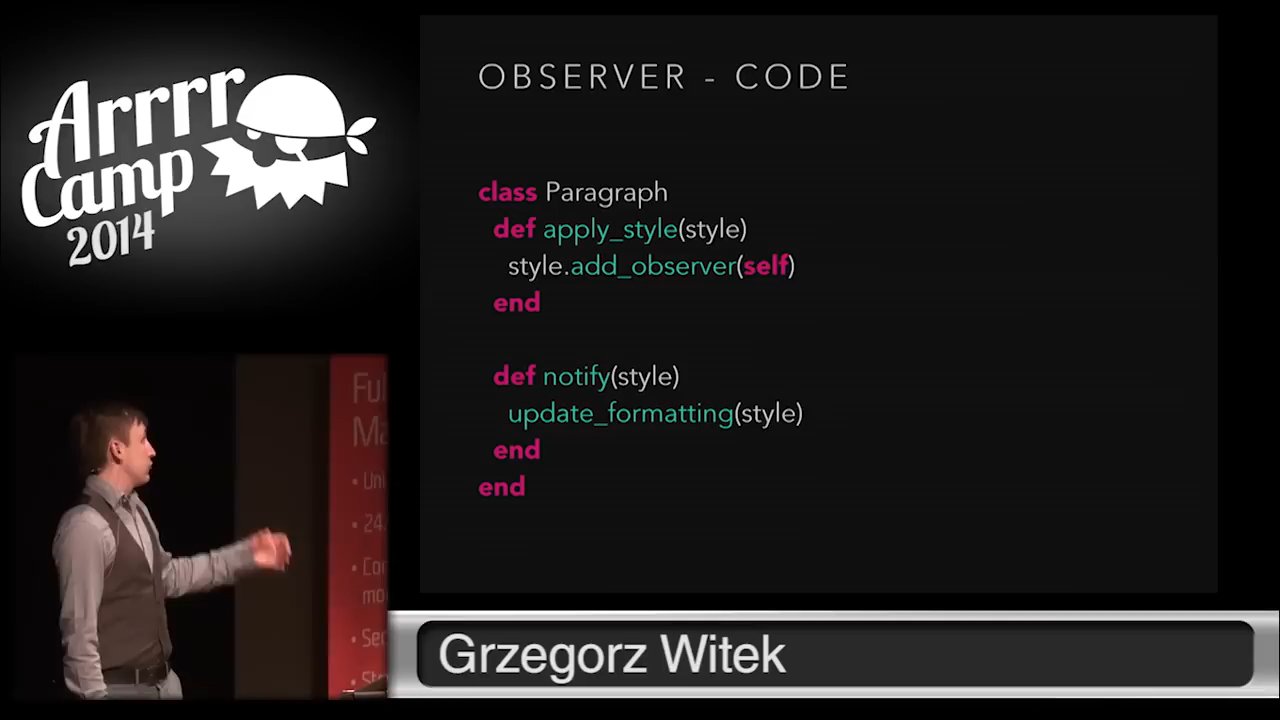 Arrrr
Camp
2014
OBSERVER - CODE
class Paragraph
def apply_style(style)
style.add_observer(self)
end
def notify(style)
update_formatting(style)
end
end
Grzegorz Witek